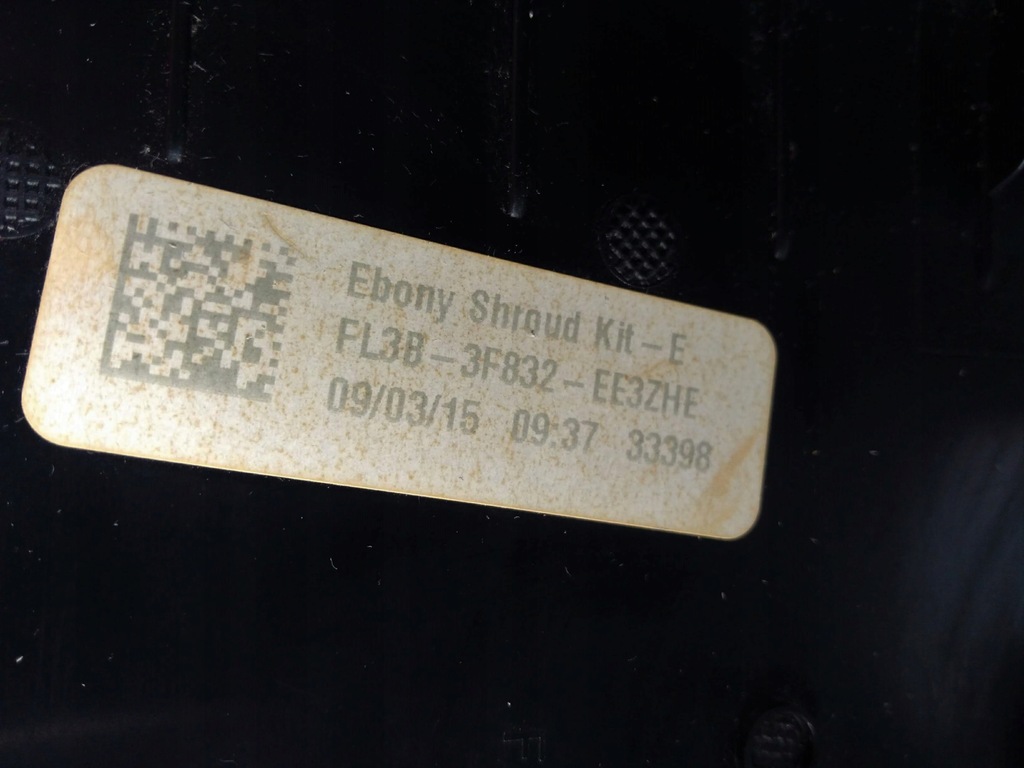 Ebony Shroud Kit – E
FL3B – 3F832 – EE3ZHE
09/03/15 09:37 33398